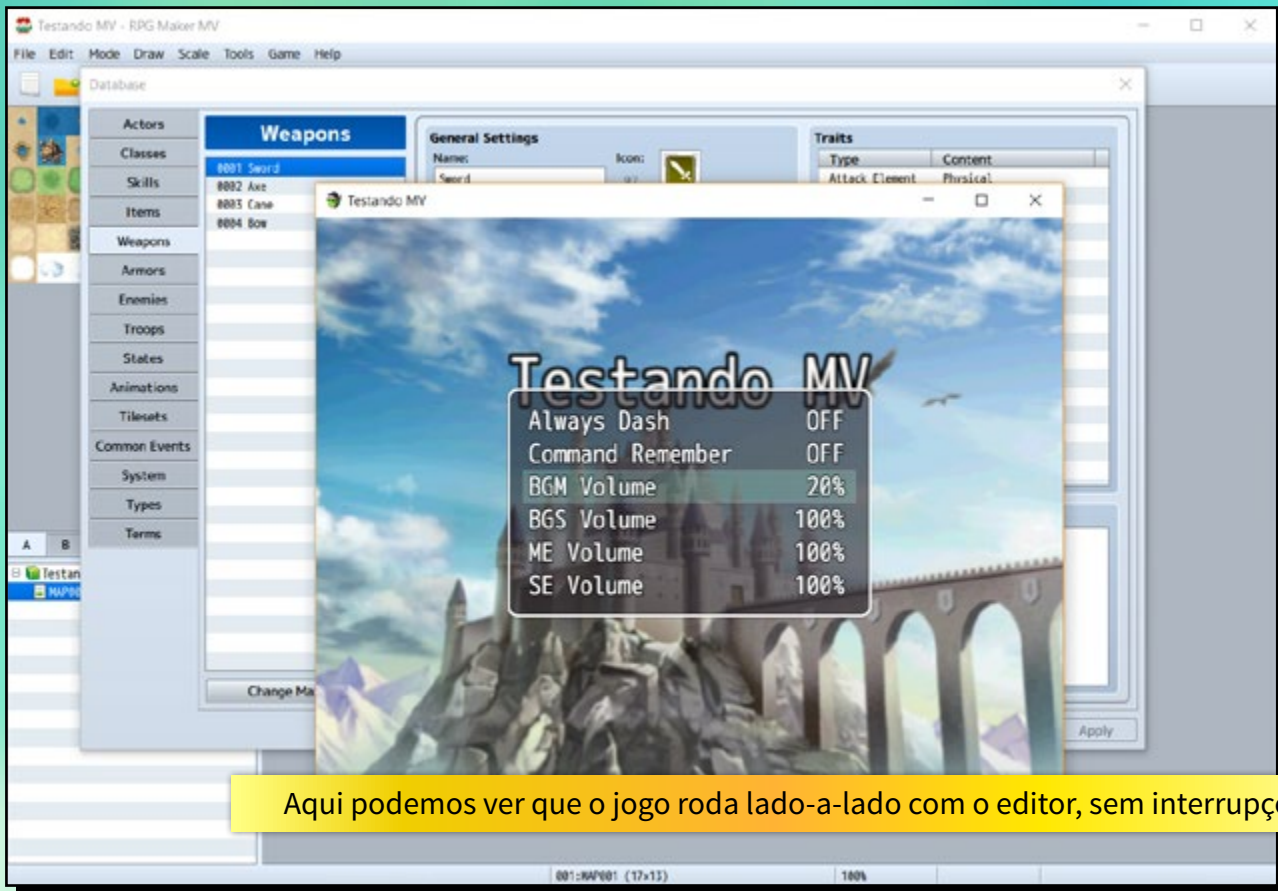 Testando MV - RPG Maker MV
File Edit Mode Draw Scale Tools Game Help
Database
Actors
Classes
Skills
Items
Weapons
Armors
Enemies
Troops
States
Animations
Tilesets
Common Events
System
Types
Terms
Weapons
0001 Sword
0002 Axe
0003 Cane
0004 Bow
Change Ma
General Settings
Name:
Icon:
Sword
97
Traits
Type Content
Attack Element Physical
Testando MV
Testando MV
Always Dash OFF
Command Remember OFF
BGM Volume 20%
BGS Volume 100%
ME Volume 100%
SE Volume 100%
A B
Testan
MAP00
Apply
Aqui podemos ver que o jogo roda lado-a-lado com o editor, sem interrupç
001:MAP001 (17x13) 100%